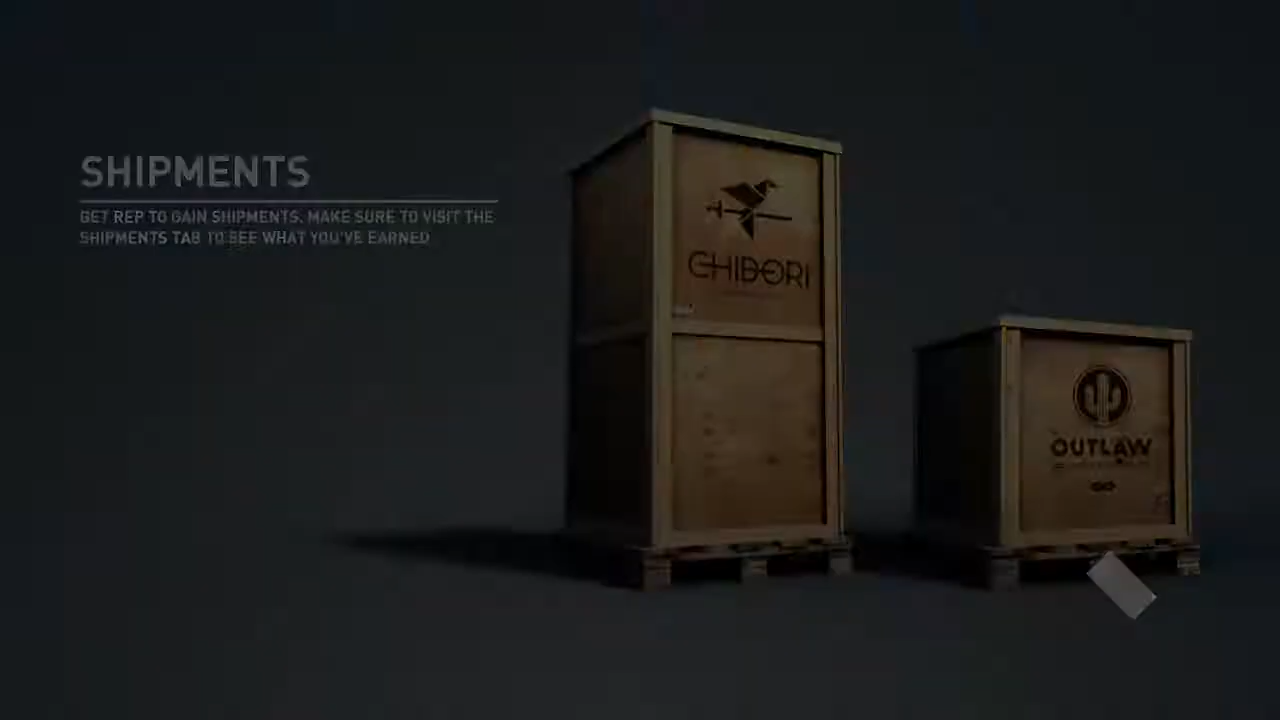 SHIPMENTS
GET REP TO GAIN SHIPMENTS. MAKE SURE TO VISIT THE
SHIPMENTS TAB TO SEE WHAT YOU'VE EARNED
CHIDORI
OUTLAW